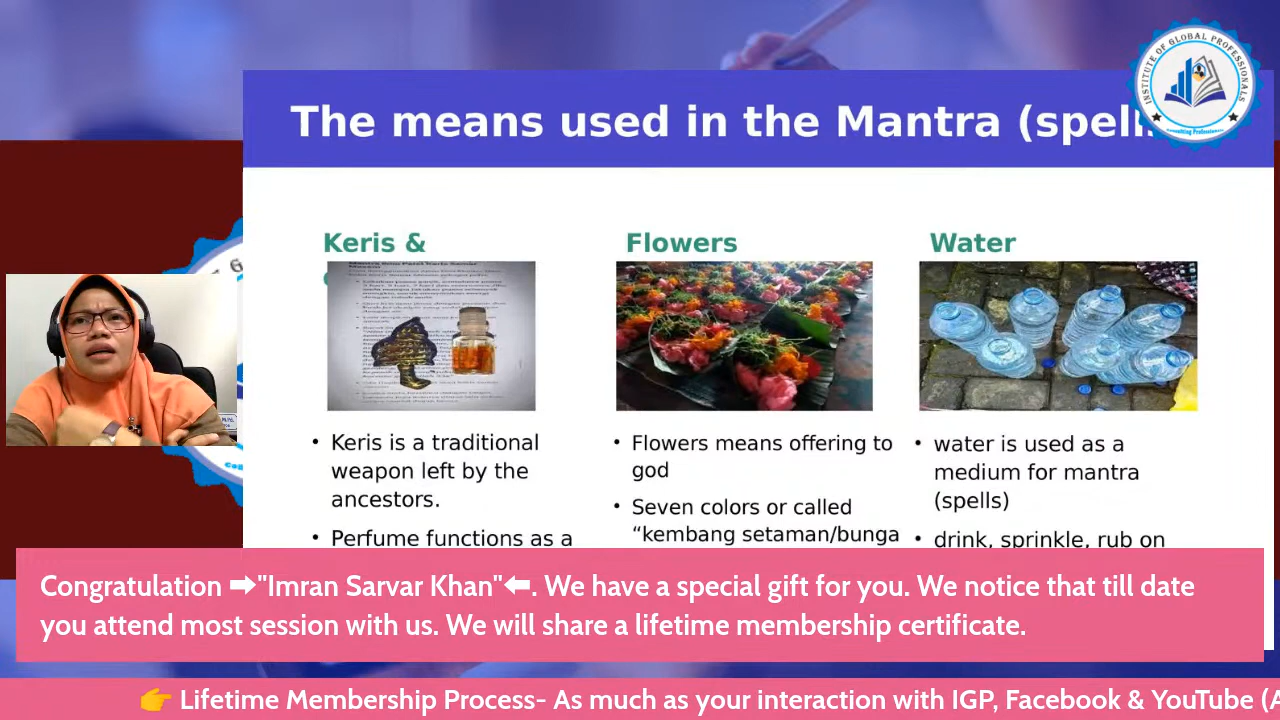 INSTITUTE OF GLOBAL PROFESSIONALS
Consulting Professionals
The means used in the Mantra (spell
Keris &
Flowers
Water
• Keris is a traditional
weapon left by the
ancestors.
• Perfume functions as a
• Flowers means offering to
god
• Seven colors or called
“kembang setaman/bunga
• water is used as a
medium for mantra
(spells)
• drink, sprinkle, rub on
Congratulation ➡"Imran Sarvar Khan"⬅. We have a special gift for you. We notice that till date
you attend most session with us. We will share a lifetime membership certificate.
👉 Lifetime Membership Process- As much as your interaction with IGP, Facebook & YouTube (A